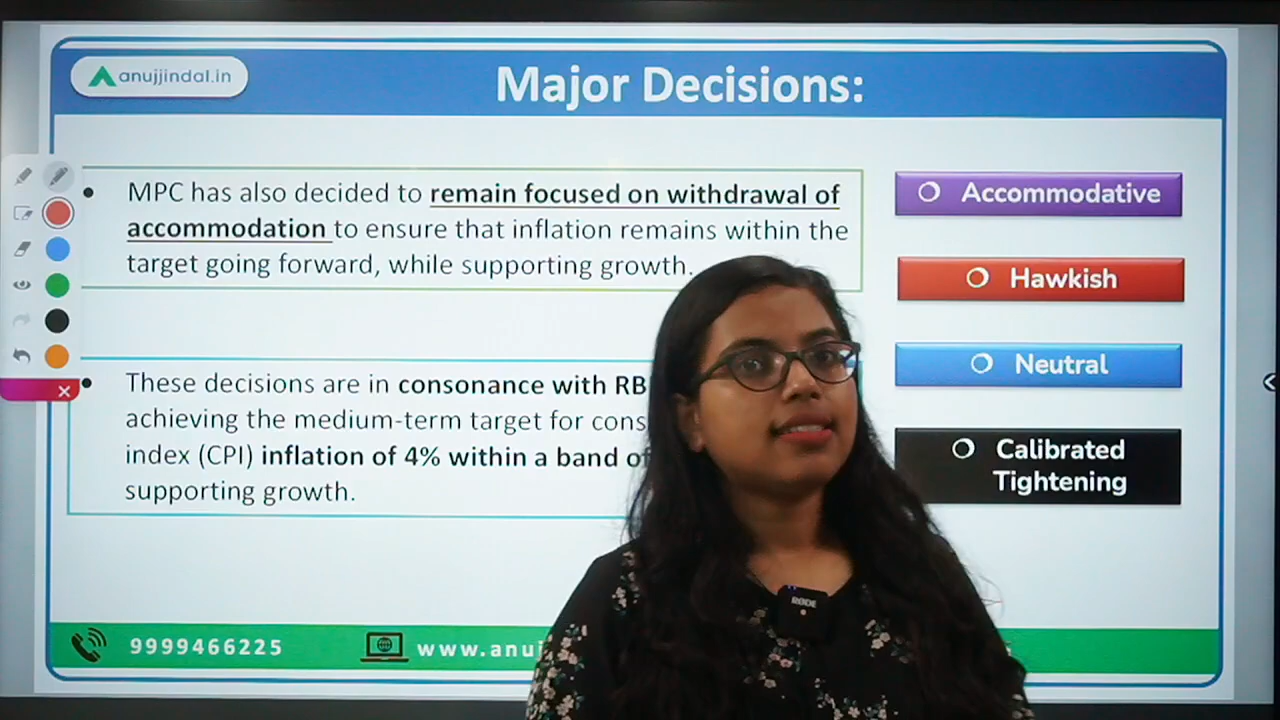 anujjindal.in
Major Decisions:
MPC has also decided to remain focused on withdrawal of
accommodation to ensure that inflation remains within the
target going forward, while supporting growth.
These decisions are in consonance with RB
achieving the medium-term target for cons
index (CPI) inflation of 4% within a band of
supporting growth.
Accommodative
Hawkish
Neutral
Calibrated
Tightening
RØDE
9999466225
www.anuj